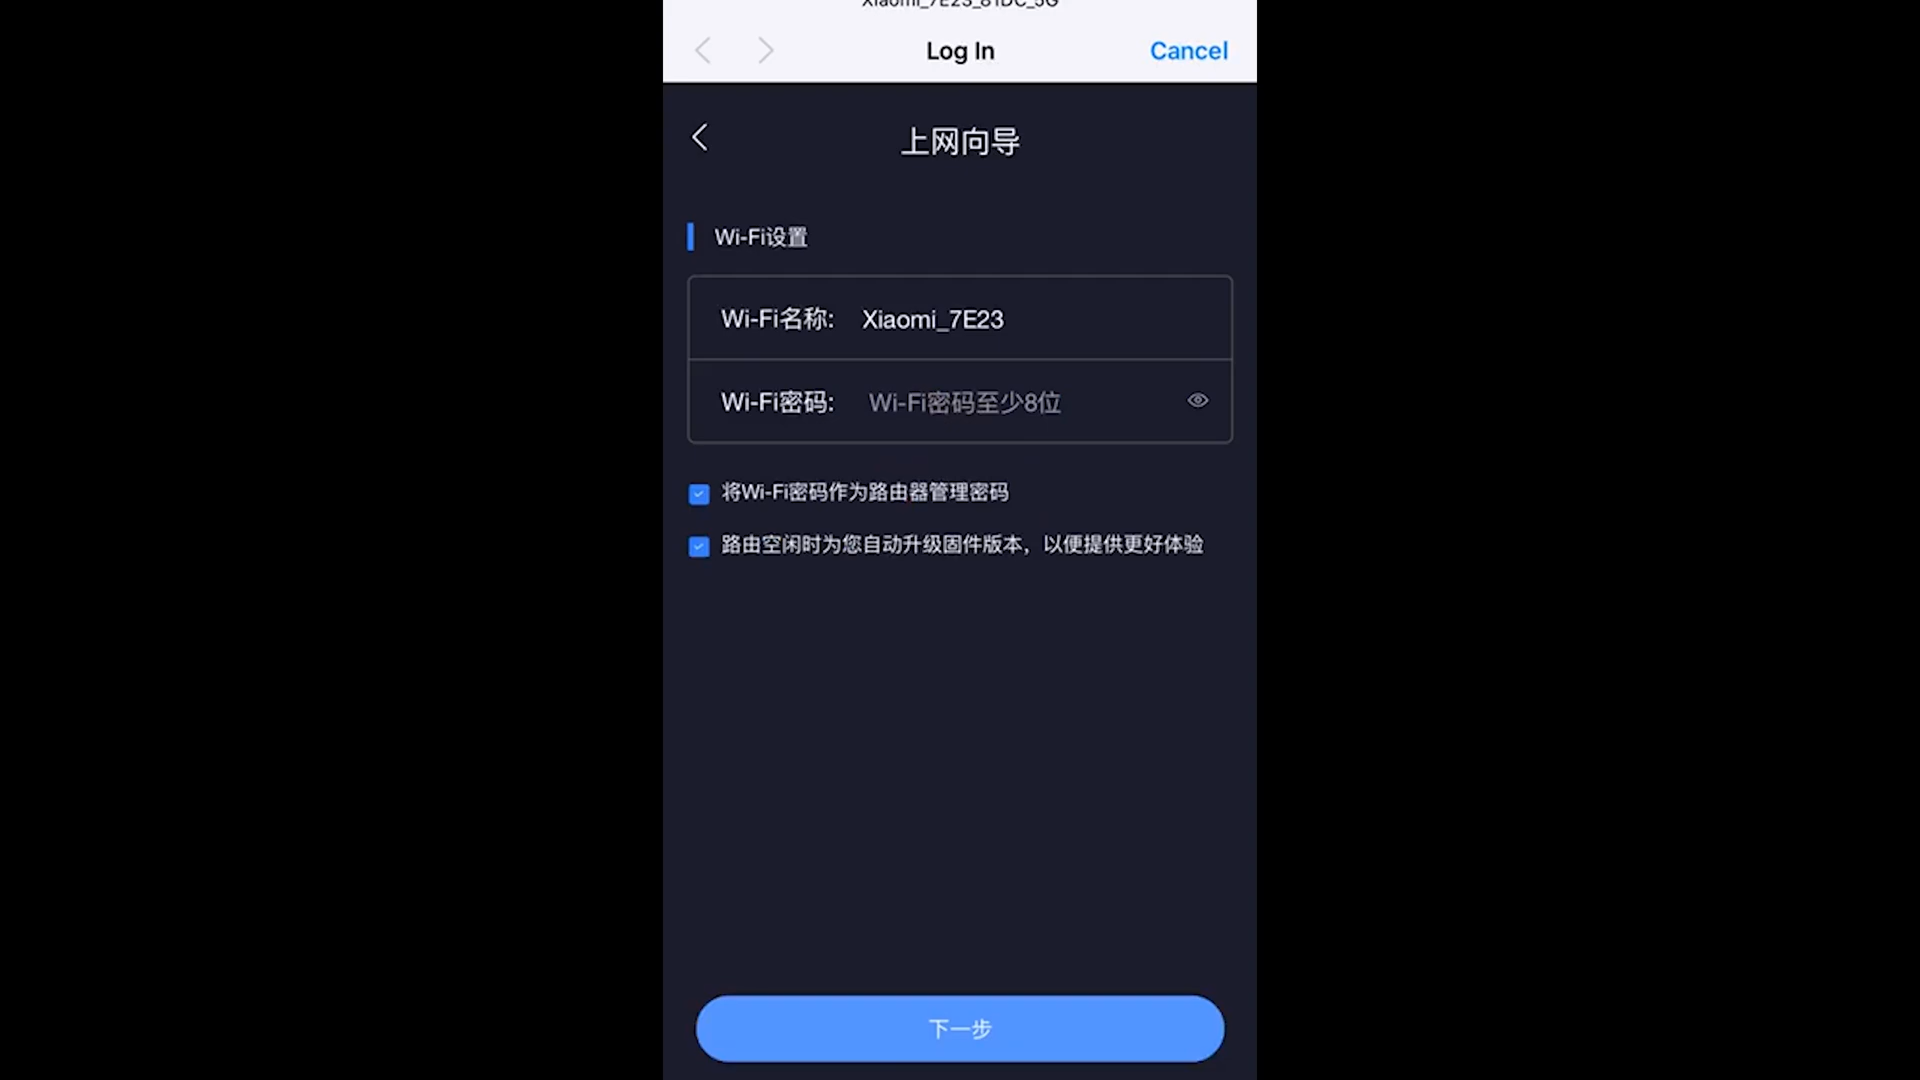 Xiaomi_7E23_81DC_5G
Log In
Cancel
上网向导
Wi-Fi设置
Wi-Fi名称: Xiaomi_7E23
Wi-Fi密码: Wi-Fi密码至少8位
将Wi-Fi密码作为路由器管理密码
路由空闲时为您自动升级固件版本，以便提供更好体验
下一步